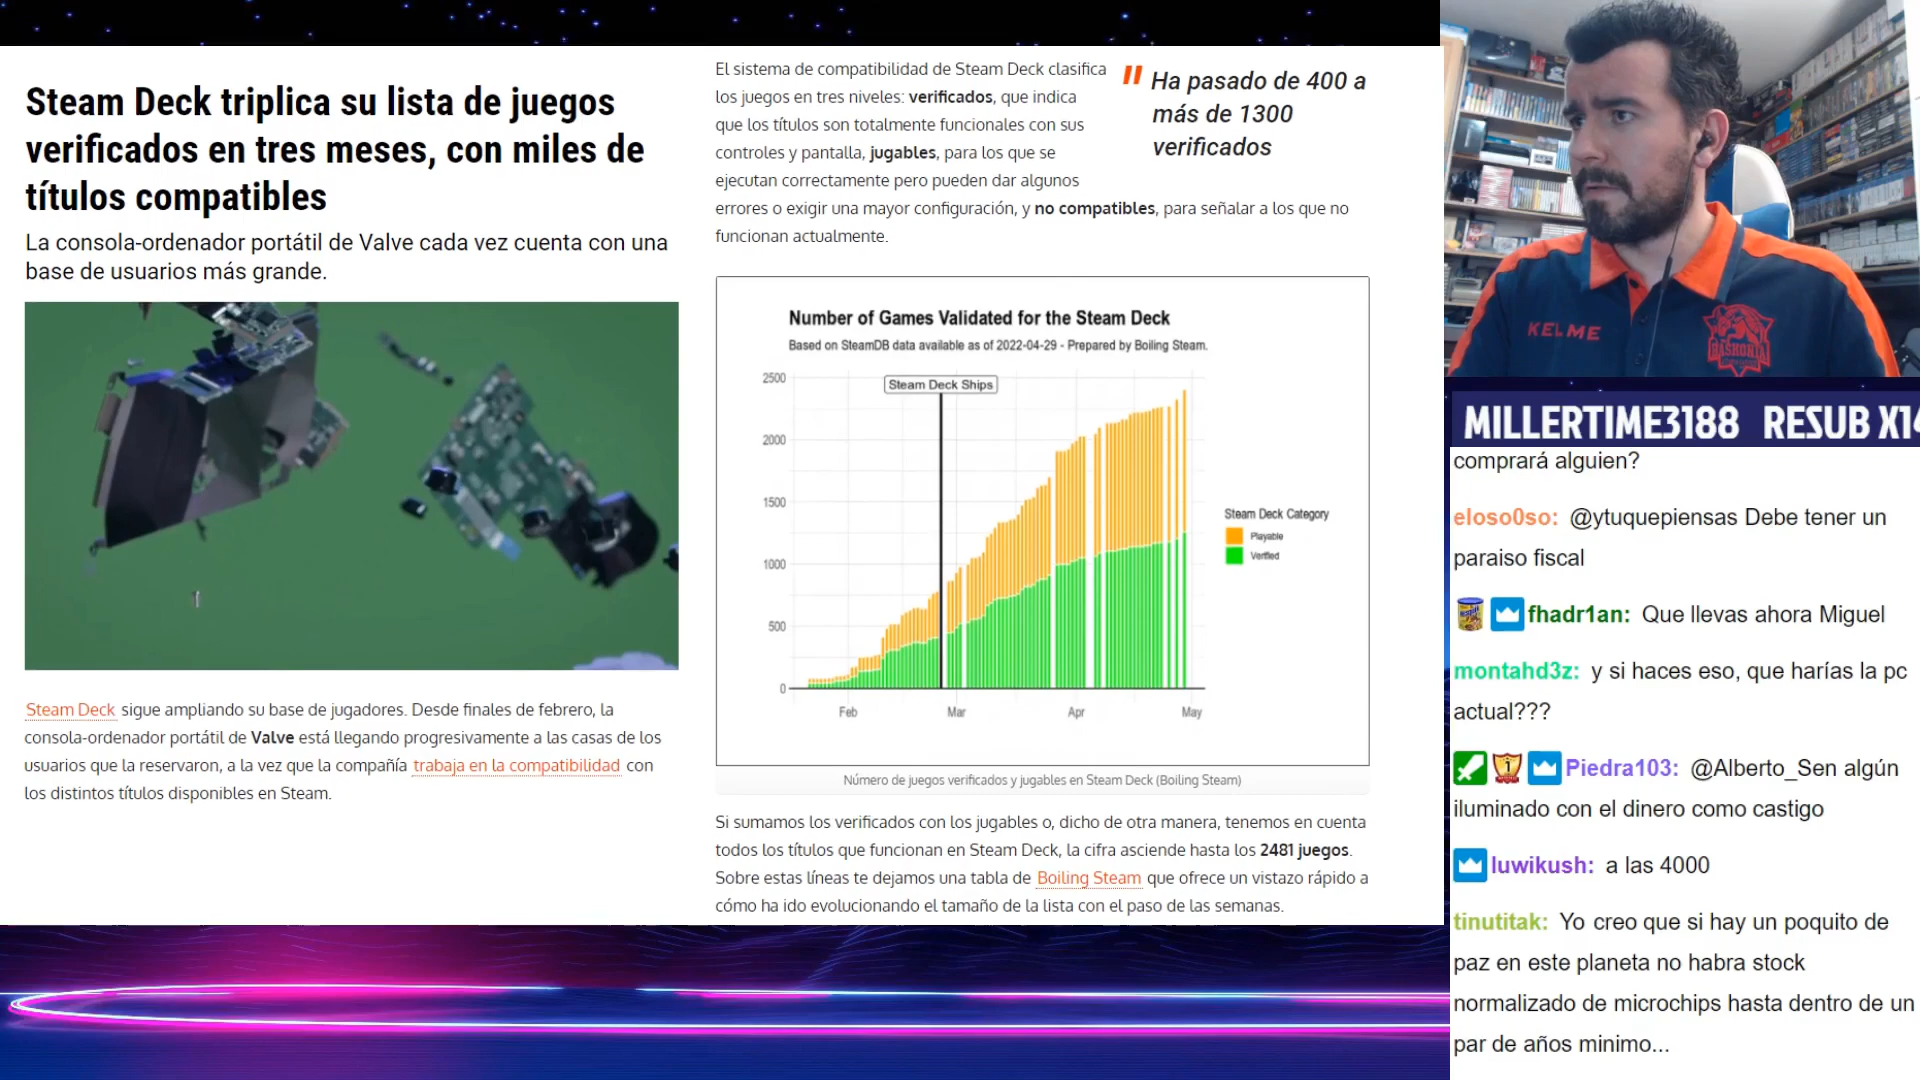 Steam Deck triplica su lista de juegos
verificados en tres meses, con miles de
títulos compatibles
La consola-ordenador portátil de Valve cada vez cuenta con una
base de usuarios más grande.
Steam Deck sigue ampliando su base de jugadores. Desde finales de febrero, la
consola-ordenador portátil de Valve está llegando progresivamente a las casas de los
usuarios que la reservaron, a la vez que la compañía trabaja en la compatibilidad con
los distintos títulos disponibles en Steam.
El sistema de compatibilidad de Steam Deck clasifica
los juegos en tres niveles: verificados, que indica
que los títulos son totalmente funcionales con sus
controles y pantalla, jugables, para los que se
ejecutan correctamente pero pueden dar algunos
errores o exigir una mayor configuración, y no compatibles, para señalar a los que no
funcionan actualmente.
" Ha pasado de 400 a
más de 1300
verificados
Number of Games Validated for the Steam Deck
Based on SteamDB data available as of 2022-04-29 - Prepared by Boiling Steam.
Steam Deck Ships
2500
2000
1500
1000
500
0
Feb Mar Apr May
Steam Deck Category
Playable
Verified
Número de juegos verificados y jugables en Steam Deck (Boiling Steam)
Si sumamos los verificados con los jugables o, dicho de otra manera, tenemos en cuenta
todos los títulos que funcionan en Steam Deck, la cifra asciende hasta los 2481 juegos.
Sobre estas líneas te dejamos una tabla de Boiling Steam que ofrece un vistazo rápido a
cómo ha ido evolucionando el tamaño de la lista con el paso de las semanas.
KELME
BASKONIA
MILLERTIME3188 RESUB X14
comprará alguien?
eloso0so: @ytuquepiensas Debe tener un
paraiso fiscal
fhadr1an: Que llevas ahora Miguel
montahd3z: y si haces eso, que harías la pc
actual???
Piedra103: @Alberto_Sen algún
iluminado con el dinero como castigo
luwikush: a las 4000
tinutitak: Yo creo que si hay un poquito de
paz en este planeta no habra stock
normalizado de microchips hasta dentro de un
par de años minimo...